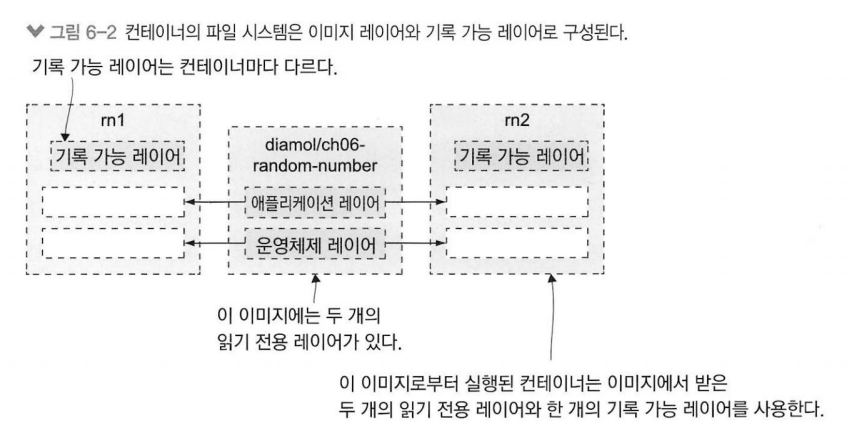 그림 6-2 컨테이너의 파일 시스템은 이미지 레이어와 기록 가능 레이어로 구성된다.
기록 가능 레이어는 컨테이너마다 다르다.
rn1
기록 가능 레이어
diamol/ch06-
random-number
애플리케이션 레이어
운영체제 레이어
rn2
기록 가능 레이어
이 이미지에는 두 개의
읽기 전용 레이어가 있다.
이 이미지로부터 실행된 컨테이너는 이미지에서 받은
두 개의 읽기 전용 레이어와 한 개의 기록 가능 레이어를 사용한다.